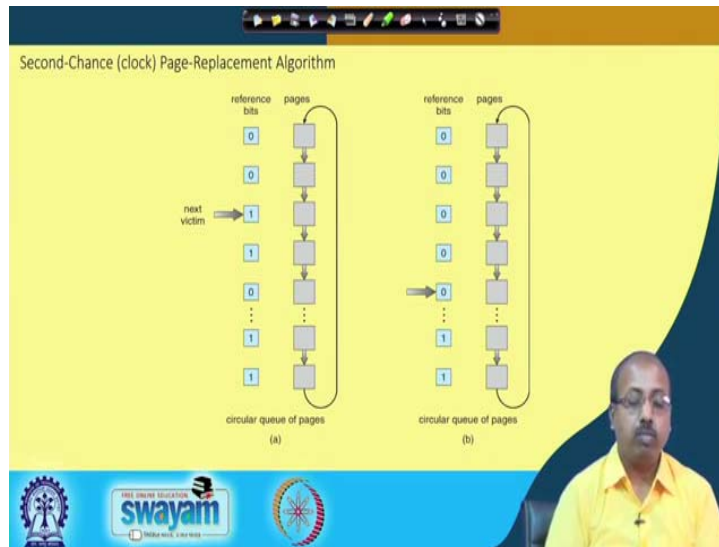 Second-Chance (clock) Page-Replacement Algorithm
reference
bits
pages
0
0
next
victim
1
1
0
1
1
circular queue of pages
(a)
reference
bits
pages
0
0
0
0
0
1
1
circular queue of pages
(b)
FREE ONLINE EDUCATION
swayam